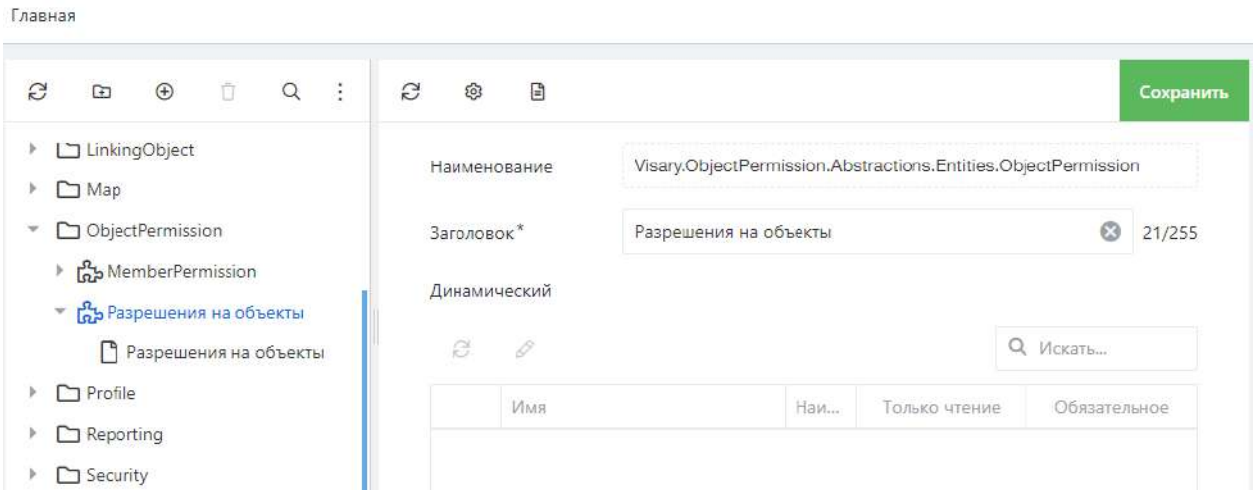 Главная
Сохранить
LinkingObject
Map
ObjectPermission
MemberPermission
Разрешения на объекты
Разрешения на объекты
Profile
Reporting
Security
Наименование
Visary.ObjectPermission.Abstractions.Entities.ObjectPermission
Заголовок*
Разрешения на объекты
21/255
Динамический
Искать...
Имя
Наи...
Только чтение
Обязательное